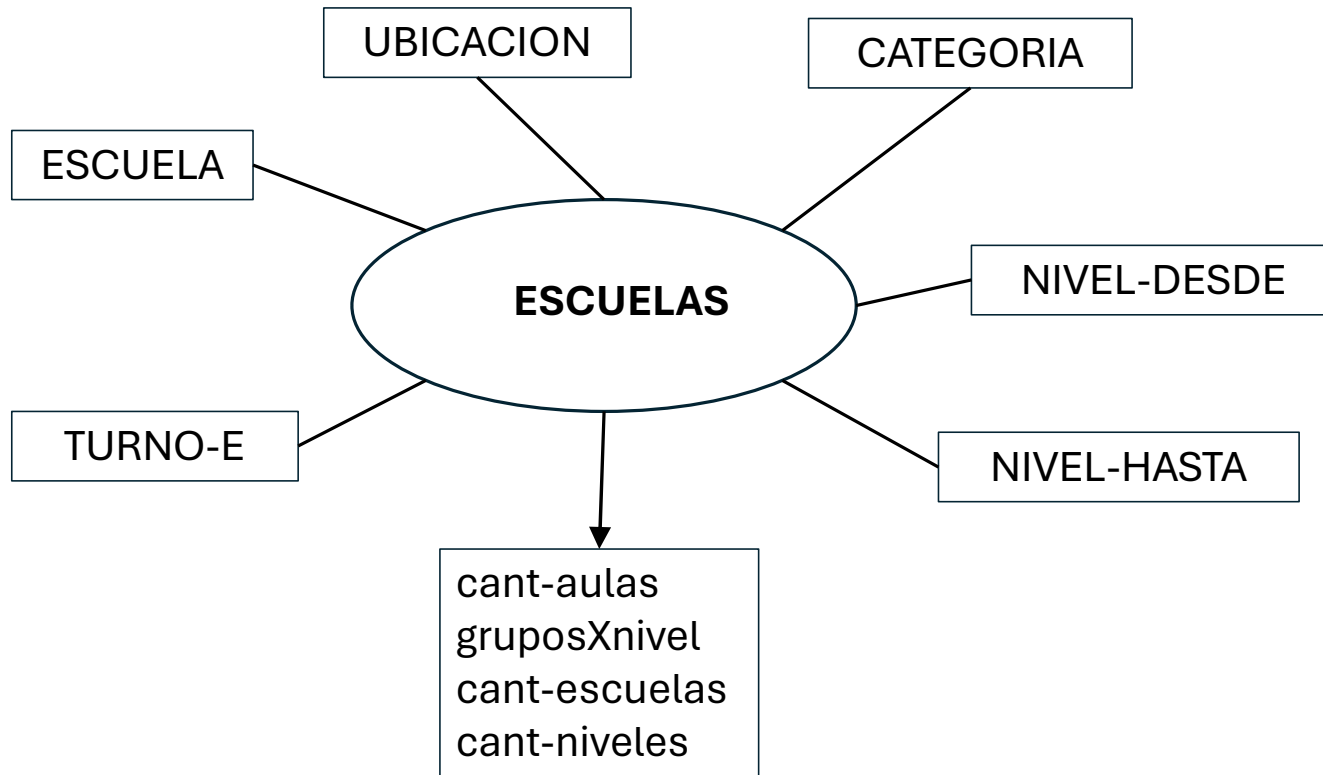 UBICACION
CATEGORIA
ESCUELA
NIVEL-DESDE
ESCUELAS
TURNO-E
NIVEL-HASTA
cant-aulas
gruposXnivel
cant-escuelas
cant-niveles